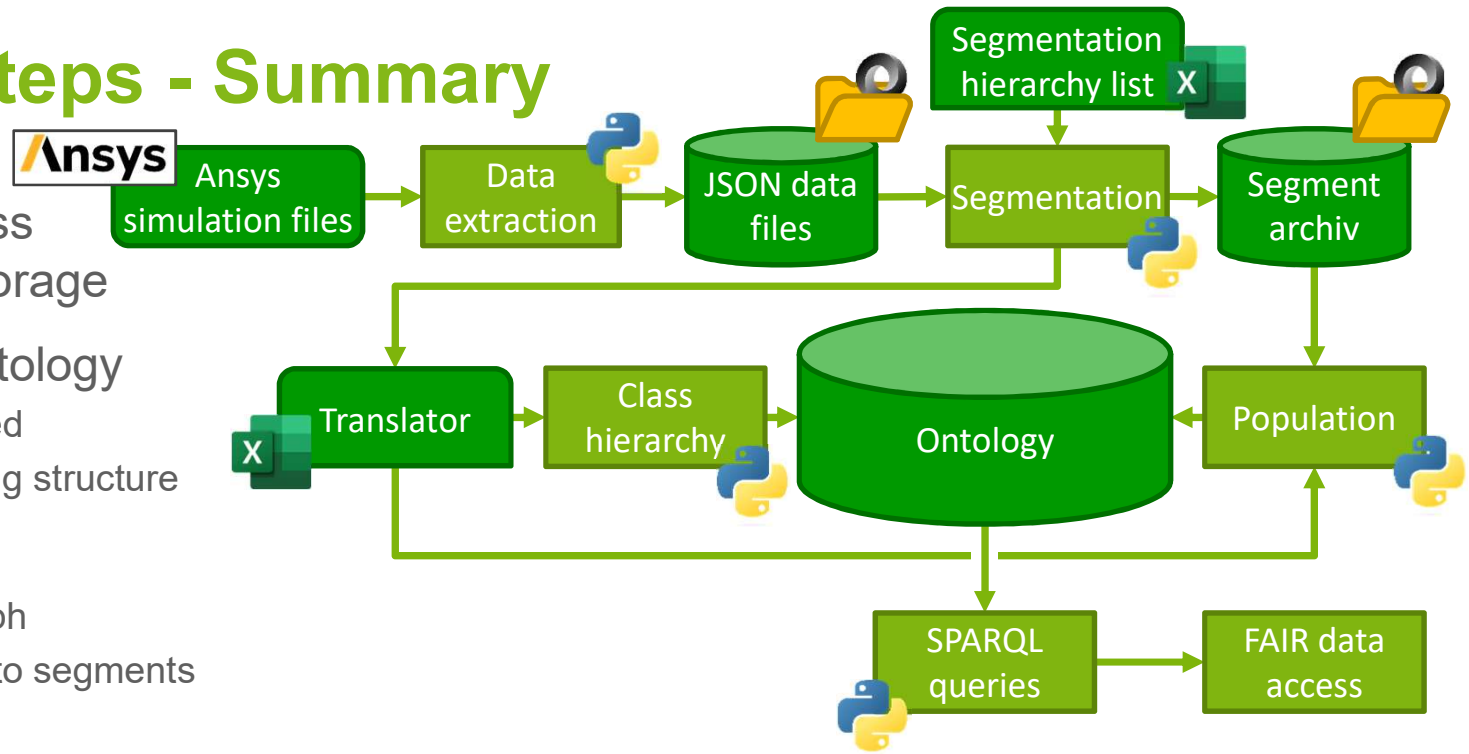 teps - Summary
ss
orage
tology
ed
g structure
ph
to segments
Ansys
Ansys
simulation files
Data
extraction
JSON data
files
Segmentation
hierarchy list
X
Segmentation
Segment
archiv
X
Translator
Class
hierarchy
Ontology
Population
SPARQL
queries
FAIR data
access